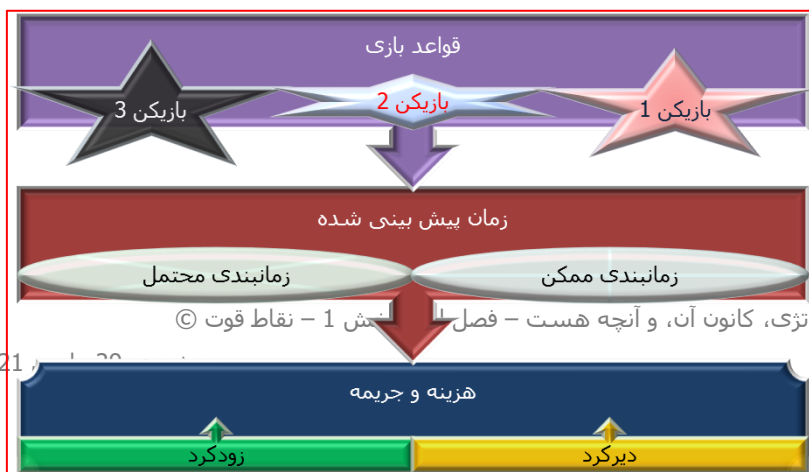 قواعد بازی
بازیکن 1
بازیکن 2
بازیکن 3
زمان پیش بینی شده
زمانبندی ممکن
زمانبندی محتمل
تژی، کانون آن، و آنچه هست – فصل 1 – نقاط قوت ©
21
هزینه و جریمه
دیرکرد
زودکرد